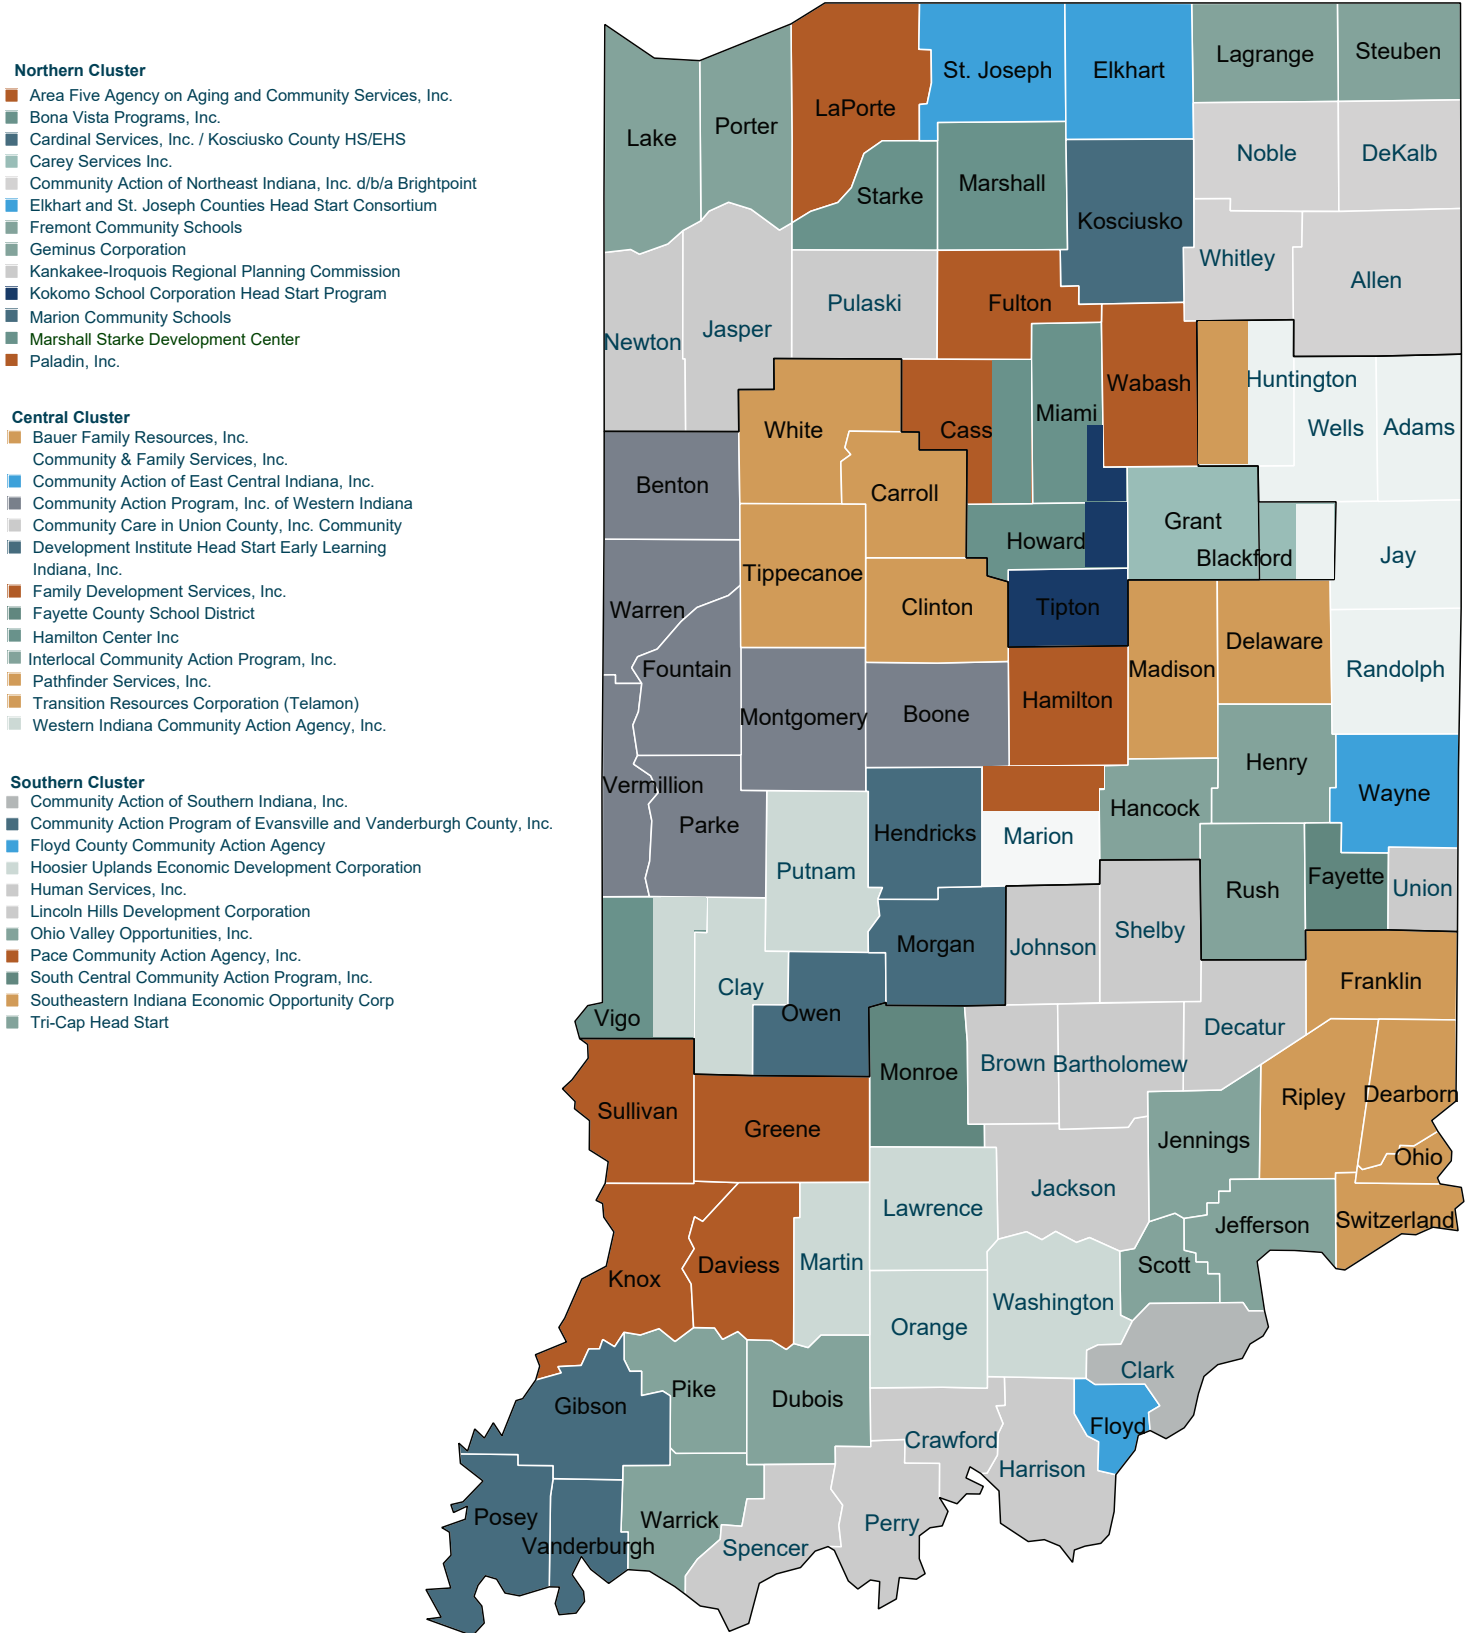 Northern Cluster
Area Five Agency on Aging and Community Services, Inc.
Bona Vista Programs, Inc.
Cardinal Services, Inc. / Kosciusko County HS/EHS
Carey Services Inc.
Community Action of Northeast Indiana, Inc. d/b/a Brightpoint
Elkhart and St. Joseph Counties Head Start Consortium
Fremont Community Schools
Geminus Corporation
Kankakee-Iroquois Regional Planning Commission
Kokomo School Corporation Head Start Program
Marion Community Schools
Marshall Starke Development Center
Paladin, Inc.
Central Cluster
Bauer Family Resources, Inc.
Community & Family Services, Inc.
Community Action of East Central Indiana, Inc.
Community Action Program, Inc. of Western Indiana
Community Care in Union County, Inc. Community
Development Institute Head Start Early Learning
Indiana, Inc.
Family Development Services, Inc.
Fayette County School District
Hamilton Center Inc
Interlocal Community Action Program, Inc.
Pathfinder Services, Inc.
Transition Resources Corporation (Telamon)
Western Indiana Community Action Agency, Inc.
Southern Cluster
Community Action of Southern Indiana, Inc.
Community Action Program of Evansville and Vanderburgh County, Inc.
Floyd County Community Action Agency
Hoosier Uplands Economic Development Corporation
Human Services, Inc.
Lincoln Hills Development Corporation
Ohio Valley Opportunities, Inc.
Pace Community Action Agency, Inc.
South Central Community Action Program, Inc.
Southeastern Indiana Economic Opportunity Corp
Tri-Cap Head Start
Lake
Porter
LaPorte
St. Joseph
Elkhart
Lagrange
Steuben
Noble
DeKalb
Starke
Marshall
Kosciusko
Whitley
Allen
Newton
Jasper
Pulaski
Fulton
White
Cass
Miami
Wabash
Huntington
Wells
Adams
Benton
Carroll
Howard
Grant
Blackford
Jay
Warren
Tippecanoe
Clinton
Tipton
Madison
Delaware
Randolph
Fountain
Montgomery
Boone
Hamilton
Henry
Wayne
Vermillion
Parke
Putnam
Hendricks
Marion
Hancock
Rush
Fayette
Union
Vigo
Clay
Owen
Morgan
Johnson
Shelby
Decatur
Franklin
Sullivan
Greene
Monroe
Brown
Bartholomew
Jennings
Ripley
Dearborn
Ohio
Switzerland
Jefferson
Knox
Daviess
Martin
Lawrence
Jackson
Scott
Orange
Washington
Clark
Floyd
Gibson
Pike
Dubois
Crawford
Harrison
Posey
Vanderburgh
Warrick
Spencer
Perry